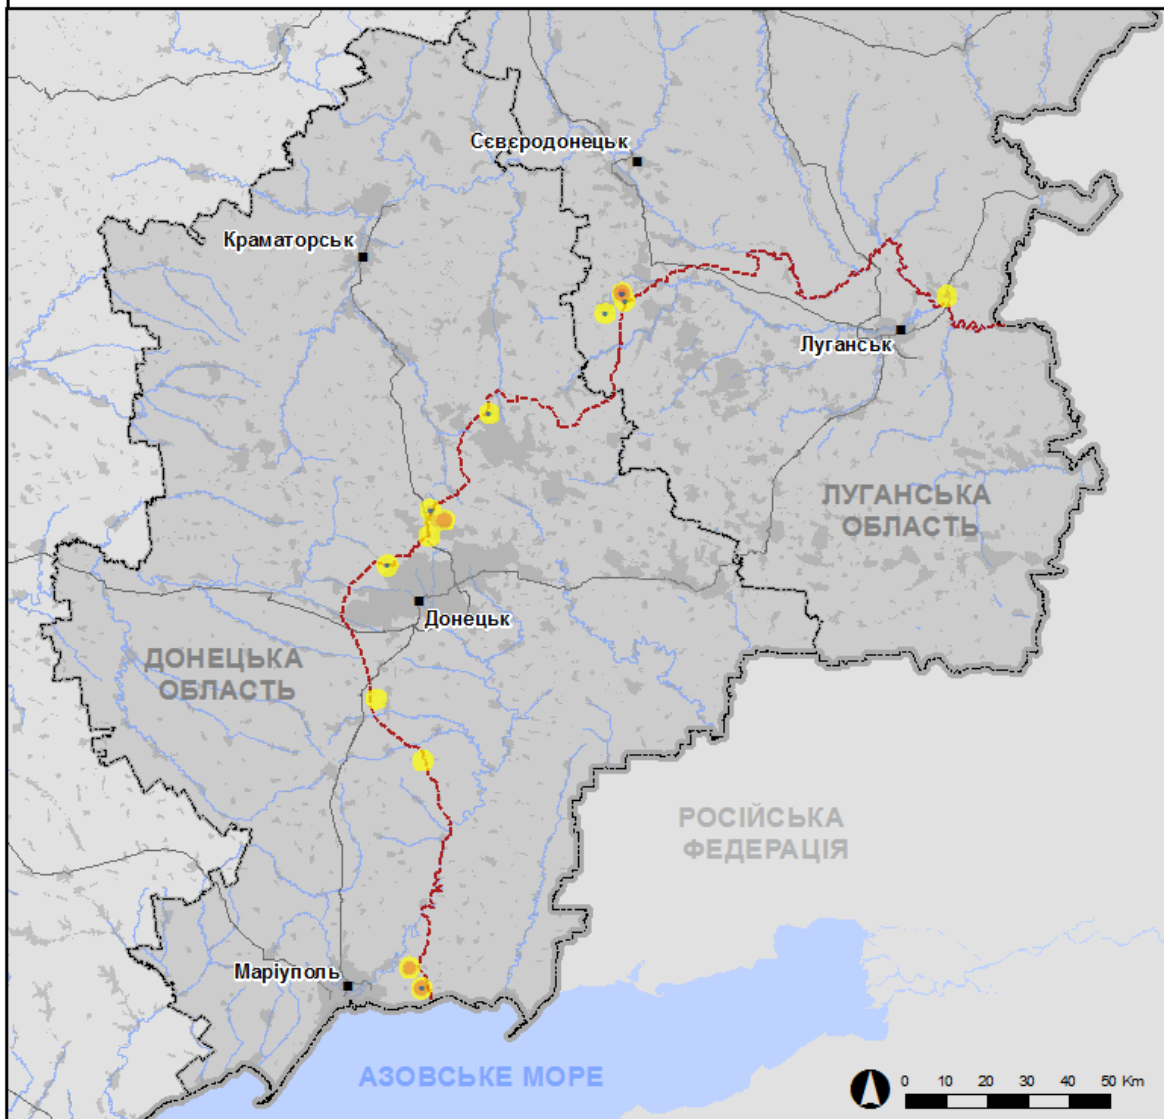 Сєвєродонецьк
Краматорськ
Луганськ
ЛУГАНСЬКА
ОБЛАСТЬ
Донецьк
ДОНЕЦЬКА
ОБЛАСТЬ
РОСІЙСЬКА
ФЕДЕРАЦІЯ
Маріуполь
АЗОВСЬКЕ МОРЕ
0 10 20 30 40 50 Km